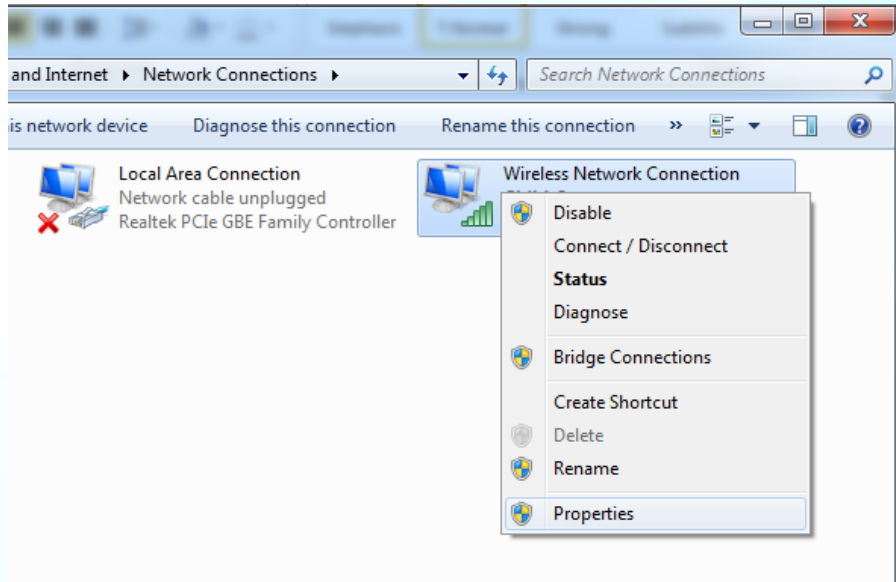 and Internet ▸ Network Connections ▸
Search Network Connections
is network device Diagnose this connection Rename this connection »
Local Area Connection
Network cable unplugged
Realtek PCIe GBE Family Controller
Wireless Network Connection
Disable
Connect / Disconnect
Status
Diagnose
Bridge Connections
Create Shortcut
Delete
Rename
Properties